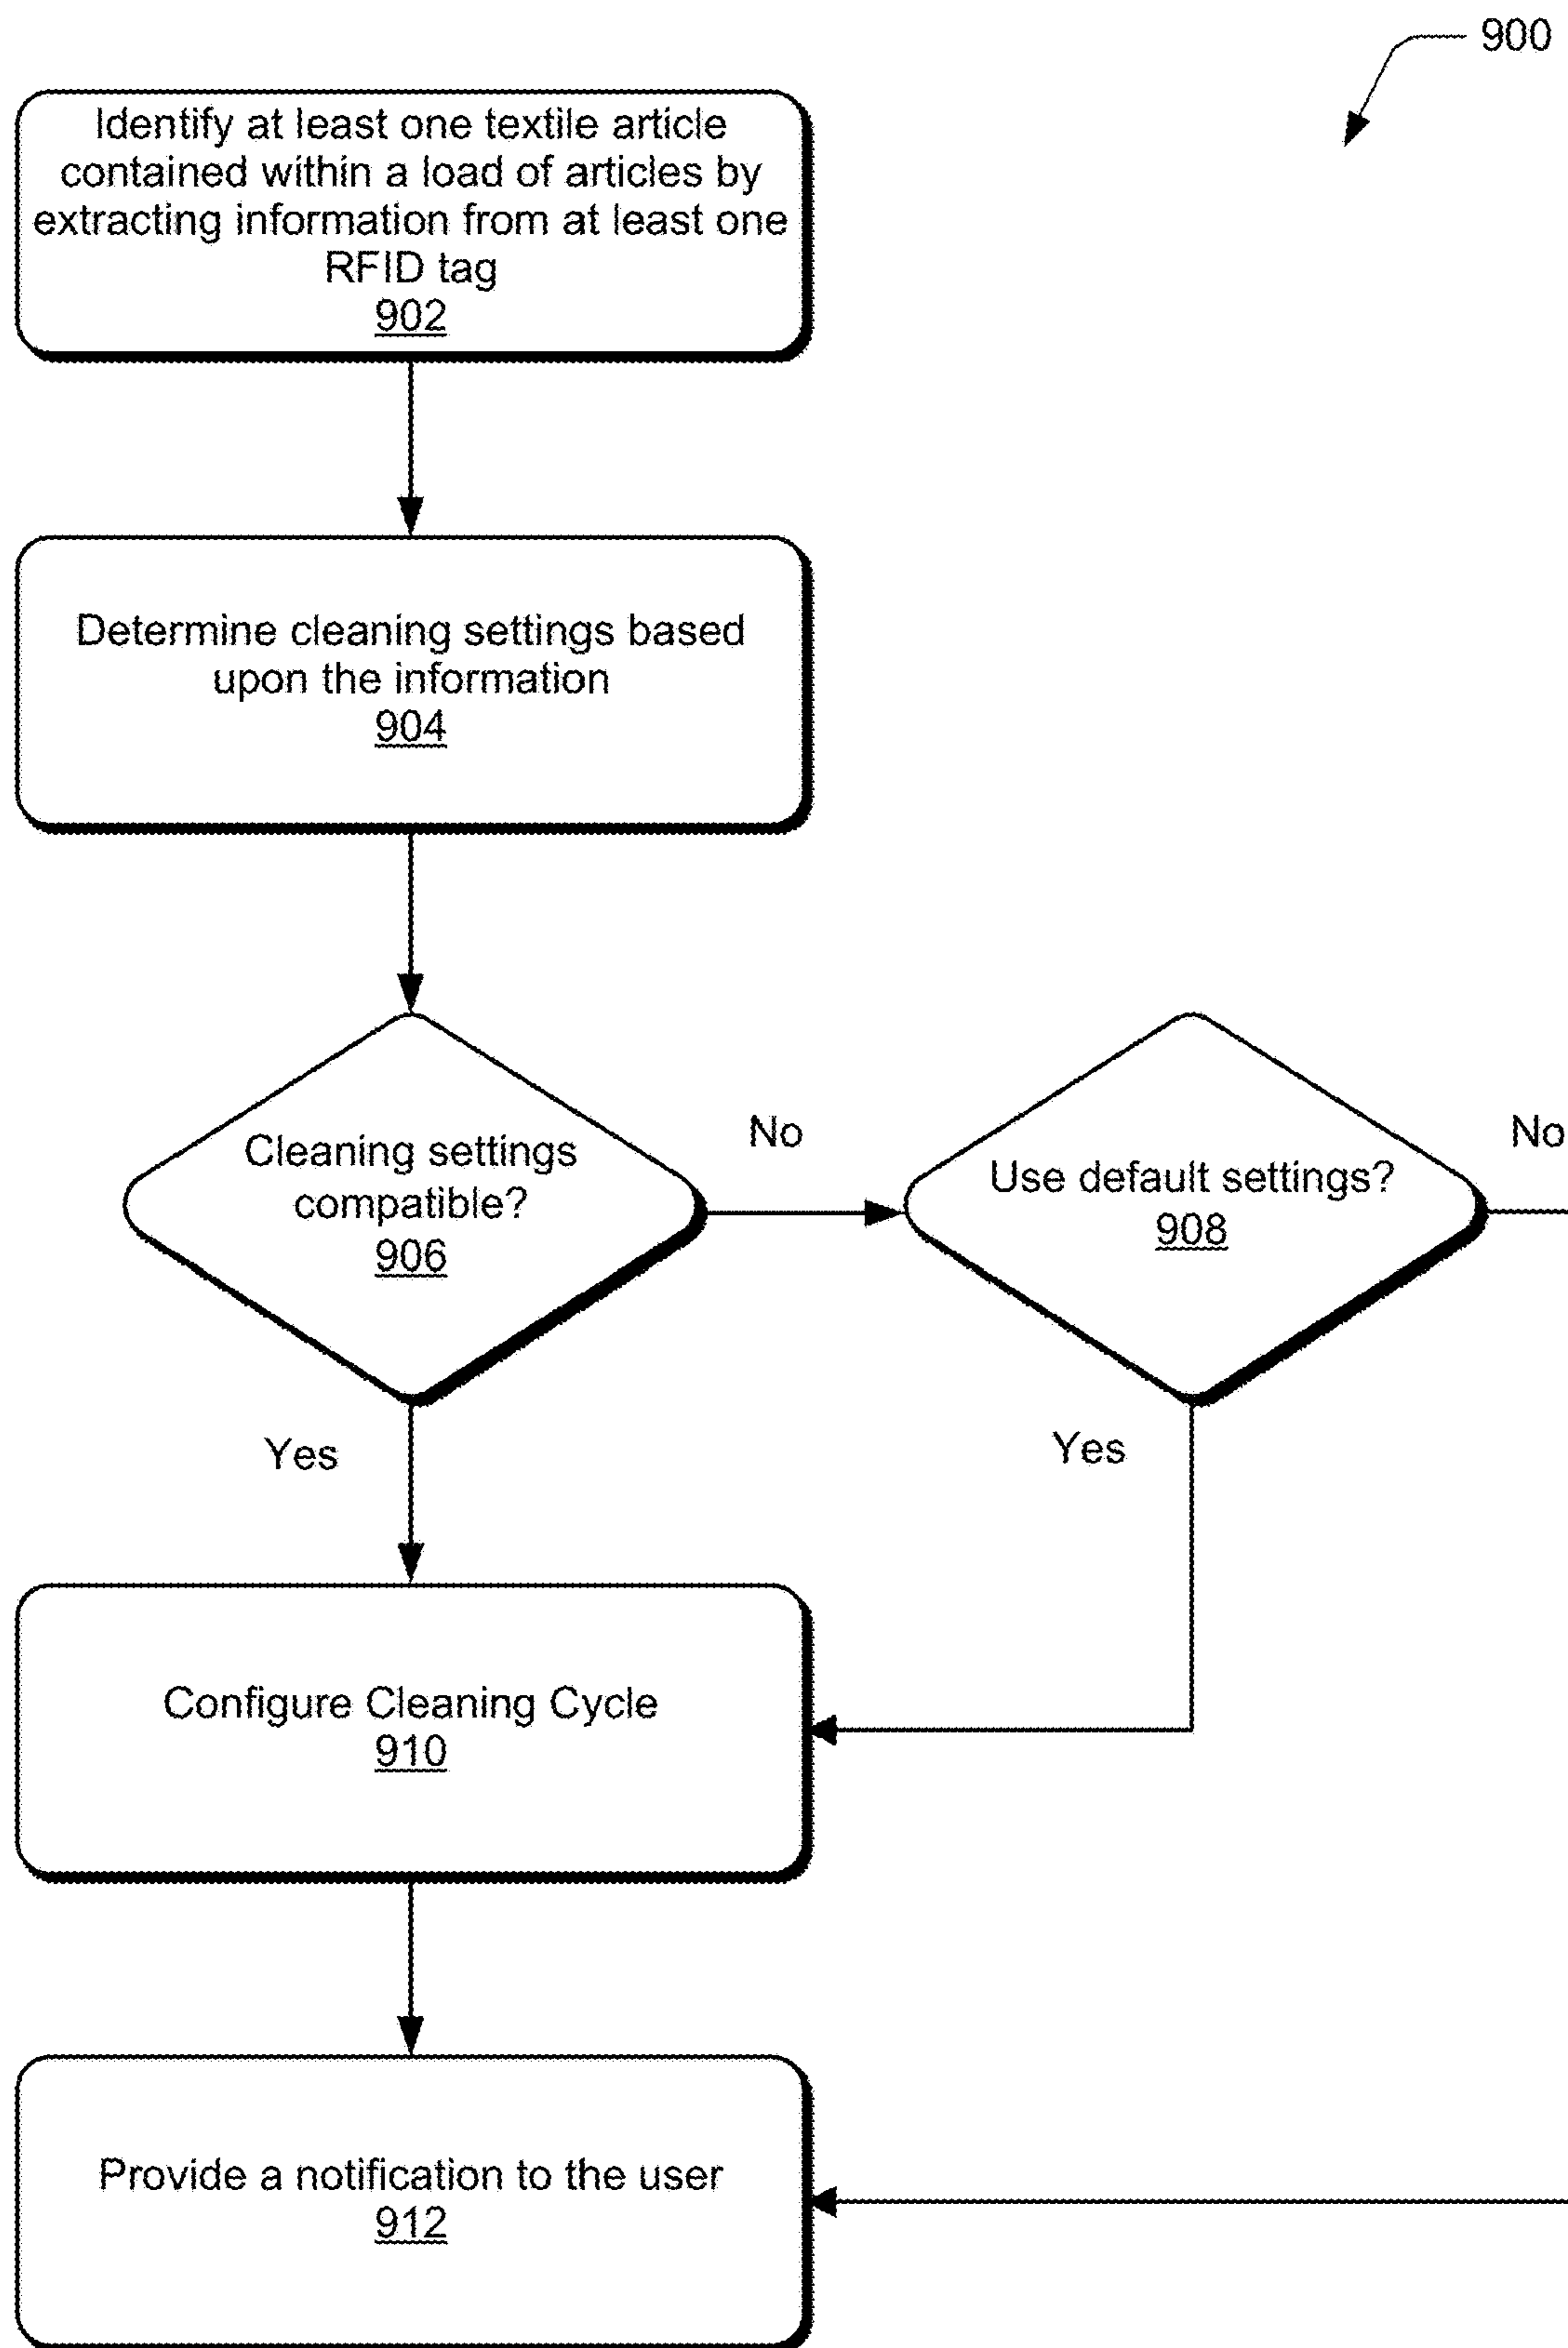 900
Identify at least one textile article
contained within a load of articles by
extracting information from at least one
RFID tag
902
Determine cleaning settings based
upon the information
904
Cleaning settings
compatible?
906
No
Use default settings?
908
No
Yes
Yes
Configure Cleaning Cycle
910
Provide a notification to the user
912